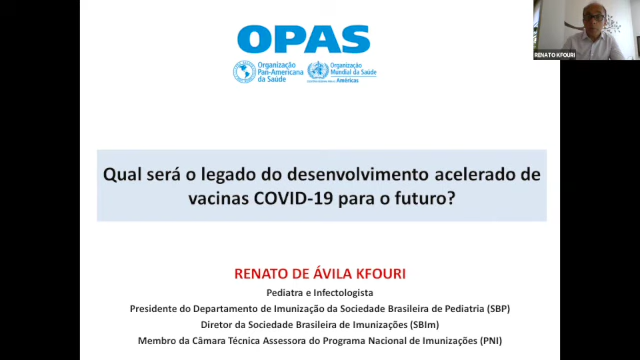 OPAS
Organização
Pan-Americana
da Saúde
Organização
Mundial da Saúde
Américas
RENATO KFOURI
Qual será o legado do desenvolvimento acelerado de
vacinas COVID-19 para o futuro?
RENATO DE ÁVILA KFOURI
Pediatra e Infectologista
Presidente do Departamento de Imunização da Sociedade Brasileira de Pediatria (SBP)
Diretor da Sociedade Brasileira de Imunizações (SBIm)
Membro da Câmara Técnica Assessora do Programa Nacional de Imunizações (PNI)